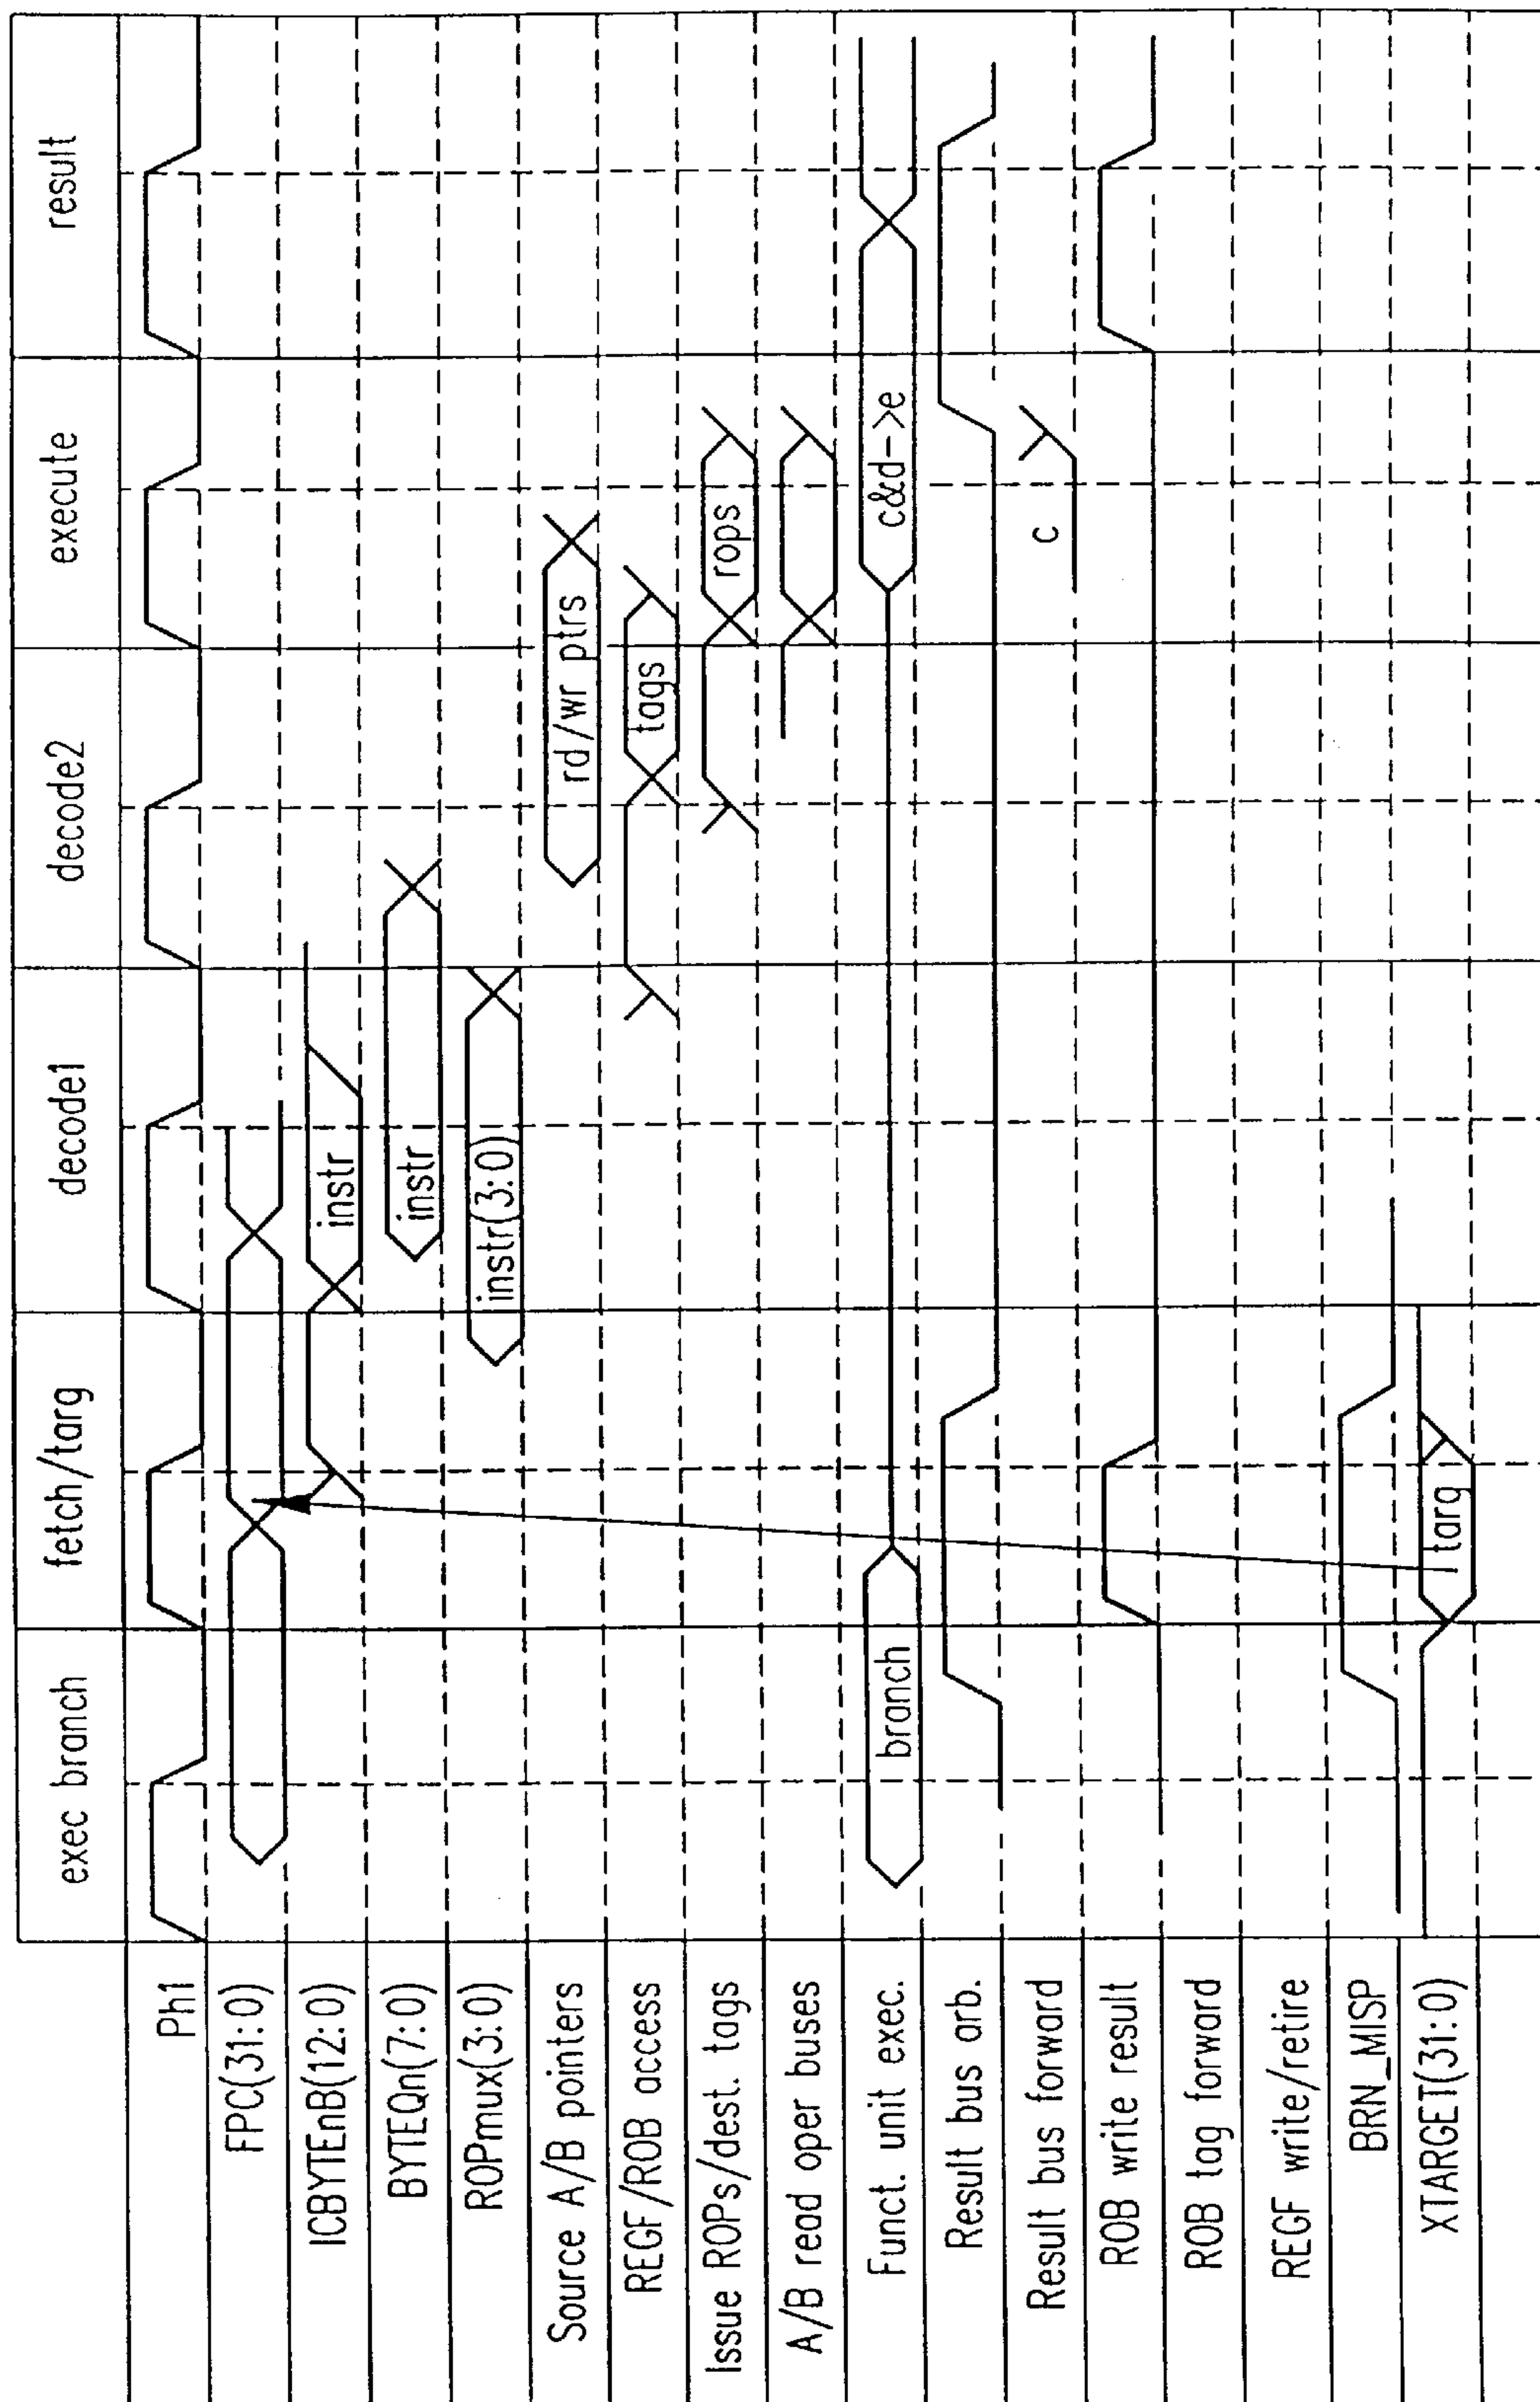 exec branch
fetch/targ
decode1
decode2
execute
result
Ph1
FPC(31:0)
ICBYTEnB(12:0)
instr
BYTEQn(7:0)
instr
ROPmux(3:0)
instr(3:0)
Source A/B pointers
rd/wr ptrs
REGF/ROB access
tags
Issue ROPs/dest. tags
rops
A/B read oper buses
Funct. unit exec.
branch
c&d->e
Result bus arb.
Result bus forward
c
ROB write result
ROB tag forward
REGF write/retire
BRN_MISP
XTARGET(31:0)
targ